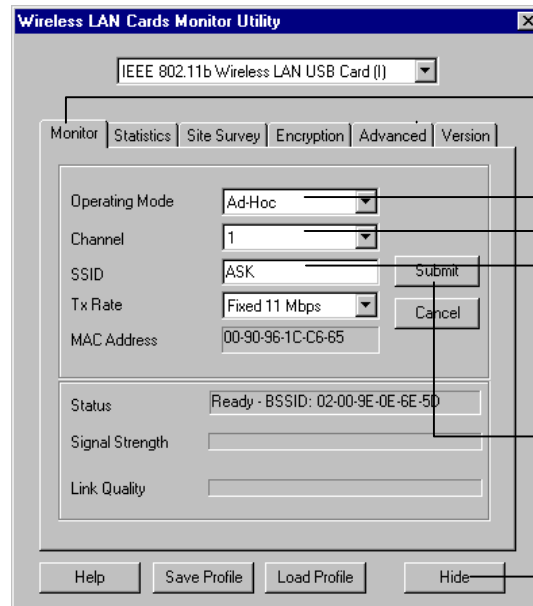 Wireless LAN Cards Monitor Utility
IEEE 802.11b Wireless LAN USB Card (I)
Monitor Statistics Site Survey Encryption Advanced Version
Operating Mode Ad-Hoc
Channel 1
SSID ASK Submit
Tx Rate Fixed 11 Mbps Cancel
MAC Address 00-90-96-1C-C6-65
Status Ready - BSSID: 02-00-9E-0E-6E-5D
Signal Strength
Link Quality
Help Save Profile Load Profile Hide